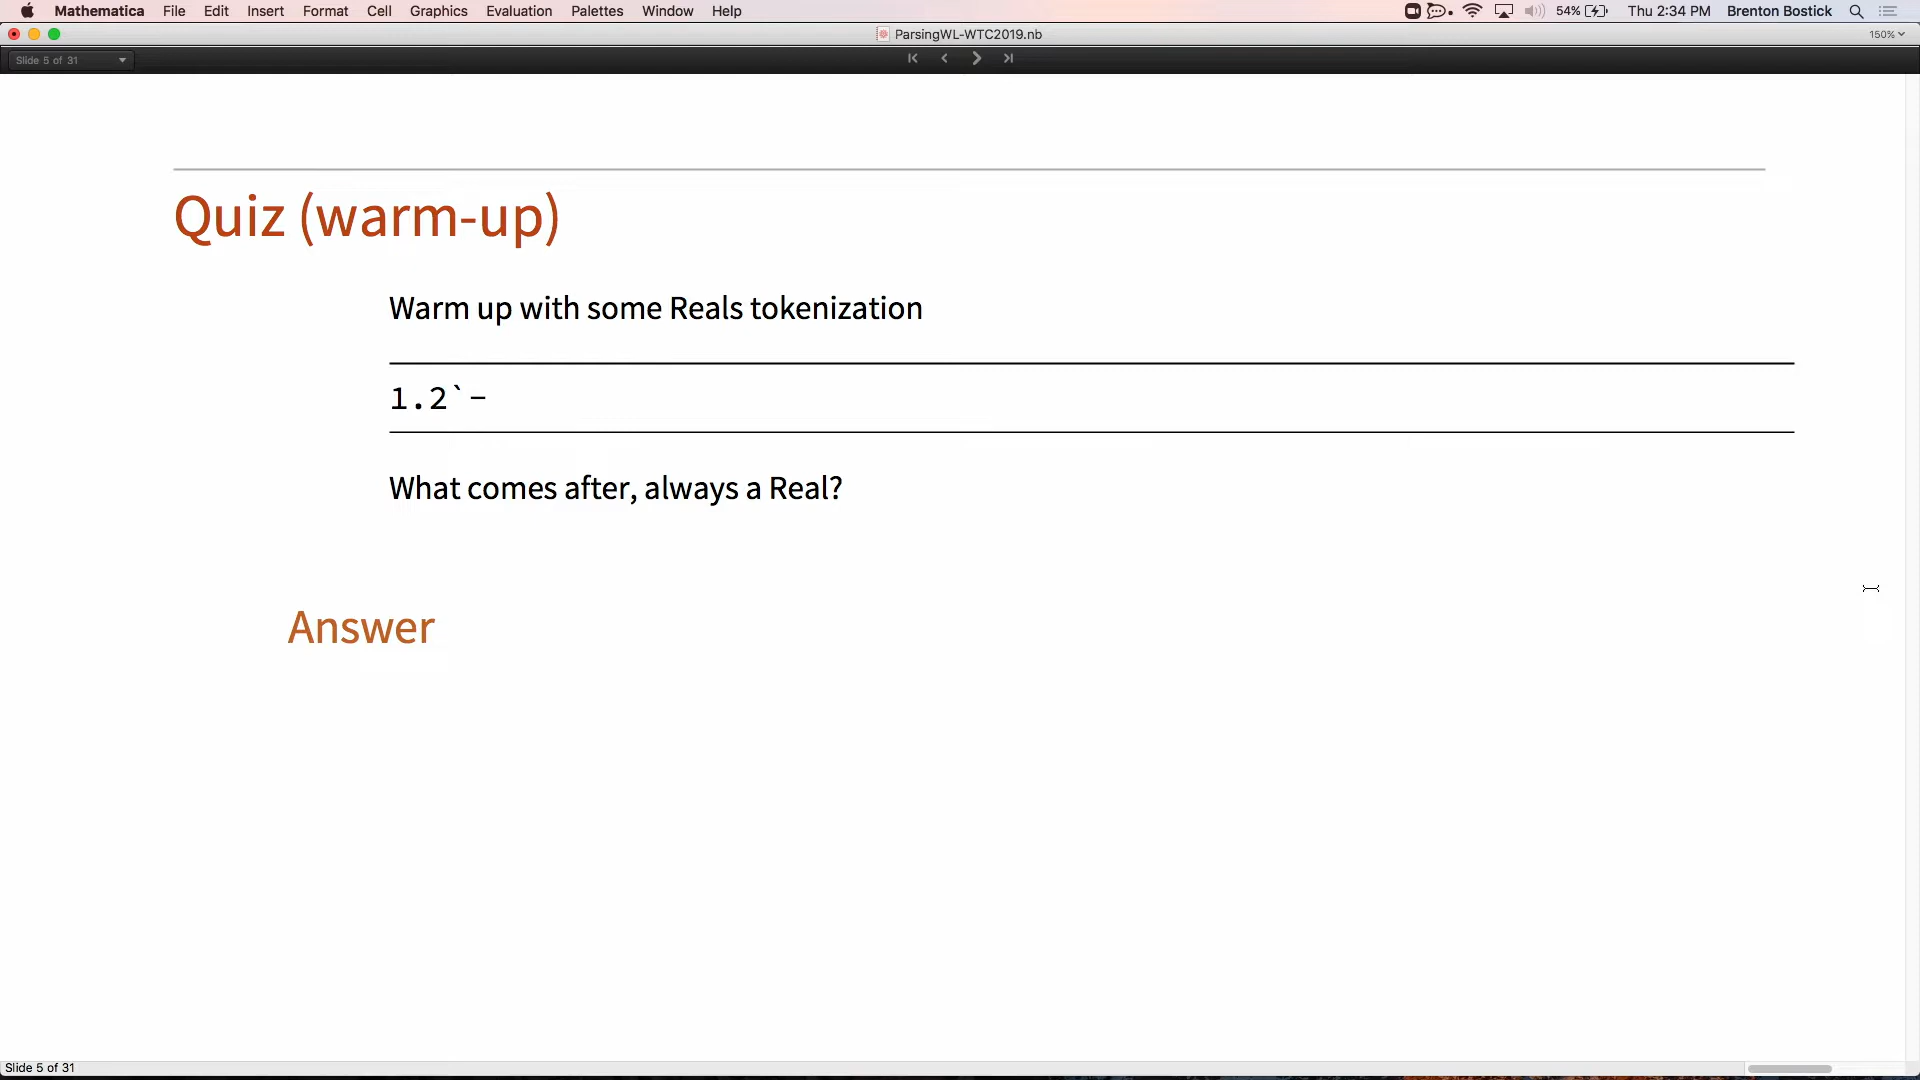 Mathematica File Edit Insert Format Cell Graphics Evaluation Palettes Window Help 54% Thu 2:34 PM Brenton Bostick
ParsingWL-WTC2019.nb 150%
Slide 5 of 31
Quiz (warm-up)
Warm up with some Reals tokenization
1.2`-
What comes after, always a Real?
Answer
Slide 5 of 31